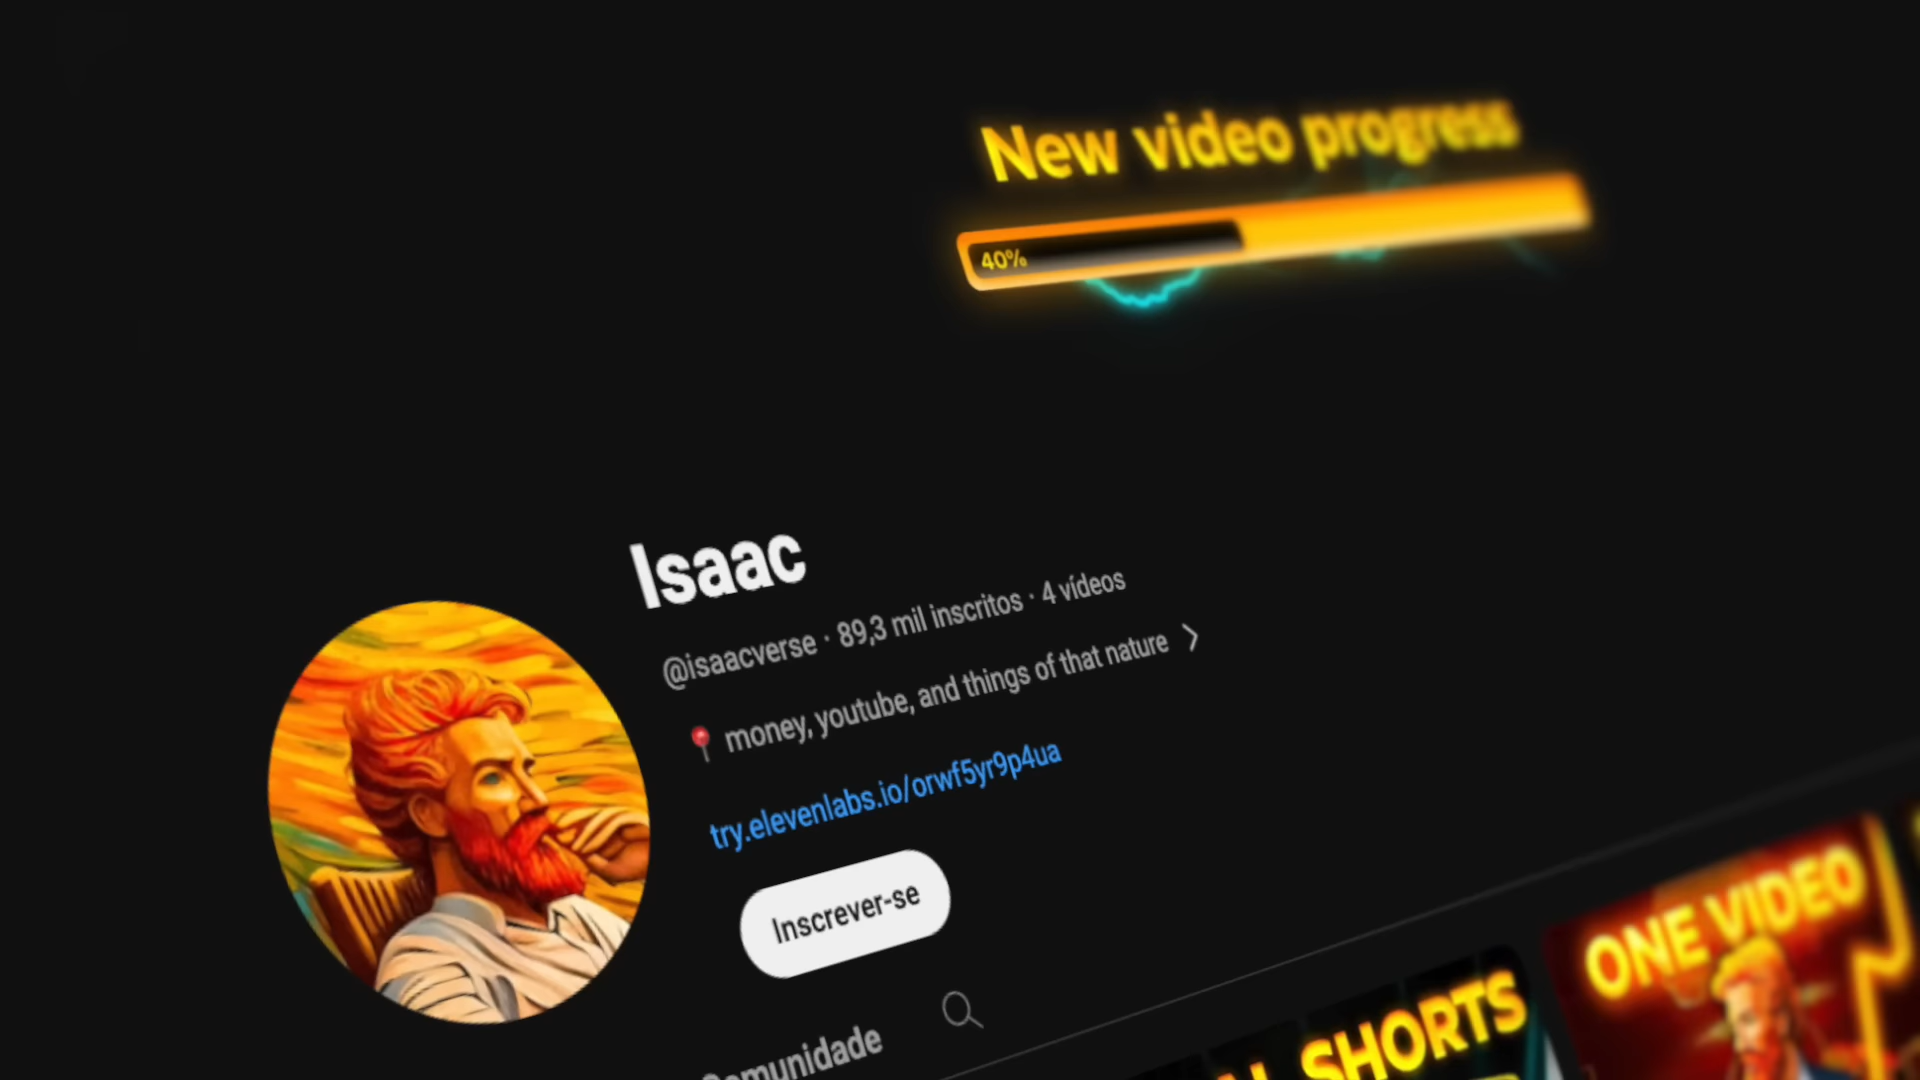 New video progress
40%
Isaac
@isaacverse · 89,3 mil inscritos · 4 vídeos
money, youtube, and things of that nature
try.elevenlabs.io/orwf5yr9p4ua
Inscrever-se
Comunidade
SHORTS
ONE VIDEO